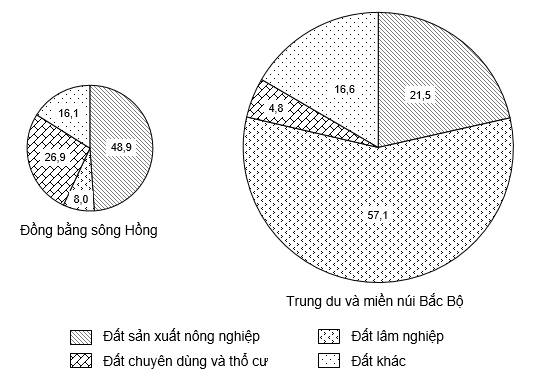 16,1
48,9
26,9
8,0
Đồng bằng sông Hồng
16,6
21,5
4,8
57,1
Trung du và miền núi Bắc Bộ
Đất sản xuất nông nghiệp
Đất lâm nghiệp
Đất chuyên dùng và thổ cư
Đất khác